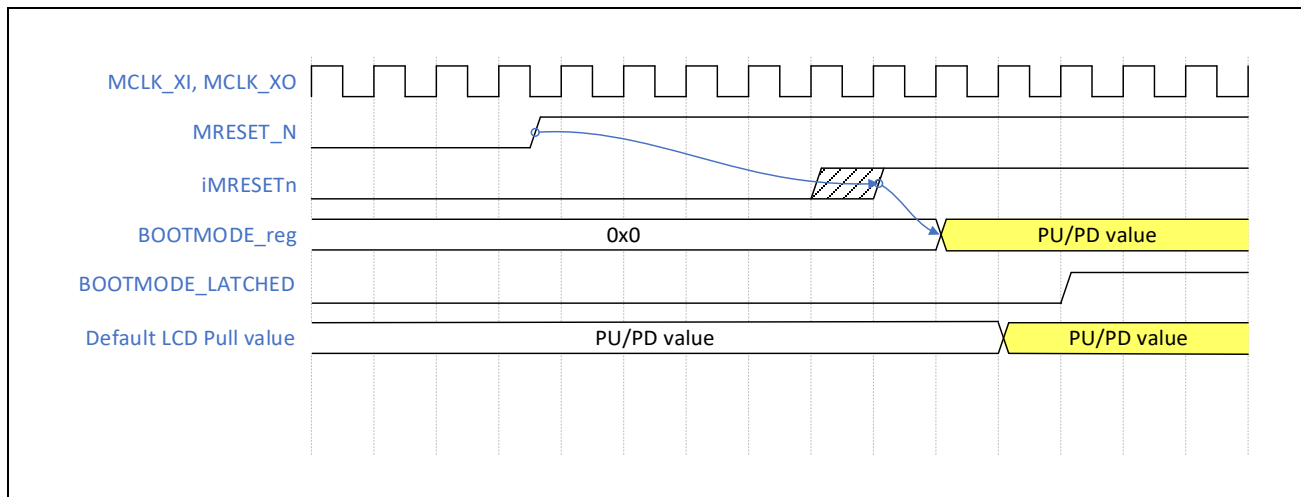 MCLK_XI, MCLK_XO
MRESET_N
iMRESETn
BOOTMODE_reg 0x0 PU/PD value
BOOTMODE_LATCHED
Default LCD Pull value PU/PD value PU/PD value